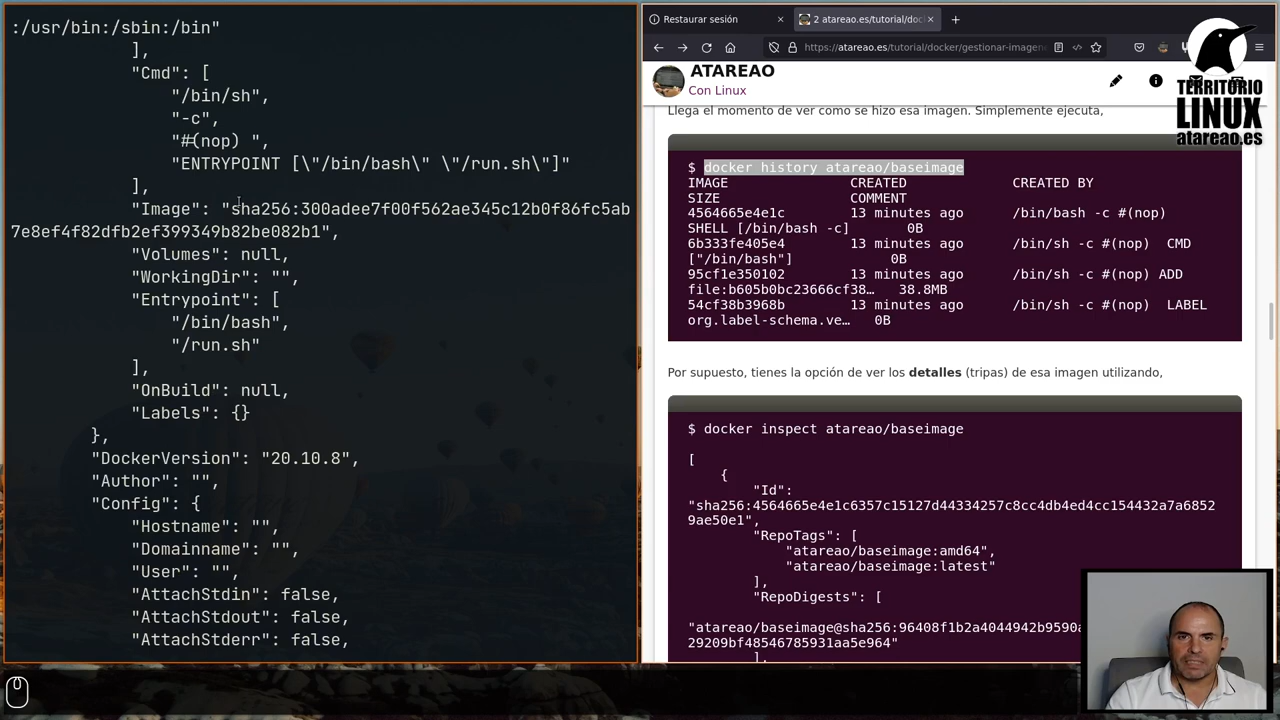 :/usr/bin:/sbin:/bin"
],
"Cmd": [
"/bin/sh",
"-c",
"#(nop) ",
"ENTRYPOINT [\"/bin/bash\" \"/run.sh\"]"
],
"Image": "sha256:300adee7f00f562ae345c12b0f86fc5ab
7e8ef4f82dfb2ef399349b82be082b1",
"Volumes": null,
"WorkingDir": "",
"Entrypoint": [
"/bin/bash",
"/run.sh"
],
"OnBuild": null,
"Labels": {}
},
"DockerVersion": "20.10.8",
"Author": "",
"Config": {
"Hostname": "",
"Domainname": "",
"User": "",
"AttachStdin": false,
"AttachStdout": false,
"AttachStderr": false,
Restaurar sesión
2 atareao.es/tutorial/doc
https://atareao.es/tutorial/docker/gestionar-imagen
ATAREAO
Con Linux
TERRITORIO
LINUX
atareao.es
Llega el momento de ver como se hizo esa imagen. Simplemente ejecuta,
$ docker history atareao/baseimage
IMAGE CREATED CREATED BY
SIZE COMMENT
4564665e4e1c 13 minutes ago /bin/bash -c #(nop)
SHELL [/bin/bash -c] 0B
6b333fe405e4 13 minutes ago /bin/sh -c #(nop) CMD
["/bin/bash"] 0B
95cf1e350102 13 minutes ago /bin/sh -c #(nop) ADD
file:b605b0bc23666cf38… 38.8MB
54cf38b3968b 13 minutes ago /bin/sh -c #(nop) LABEL
org.label-schema.ve… 0B
Por supuesto, tienes la opción de ver los detalles (tripas) de esa imagen utilizando,
$ docker inspect atareao/baseimage
[
{
"Id":
"sha256:4564665e4e1c6357c15127d44334257c8cc4db4ed4cc154432a7a6852
9ae50e1",
"RepoTags": [
"atareao/baseimage:amd64",
"atareao/baseimage:latest"
],
"RepoDigests": [
"atareao/baseimage@sha256:96408f1b2a4044942b9590a
29209bf48546785931aa5e964"
],